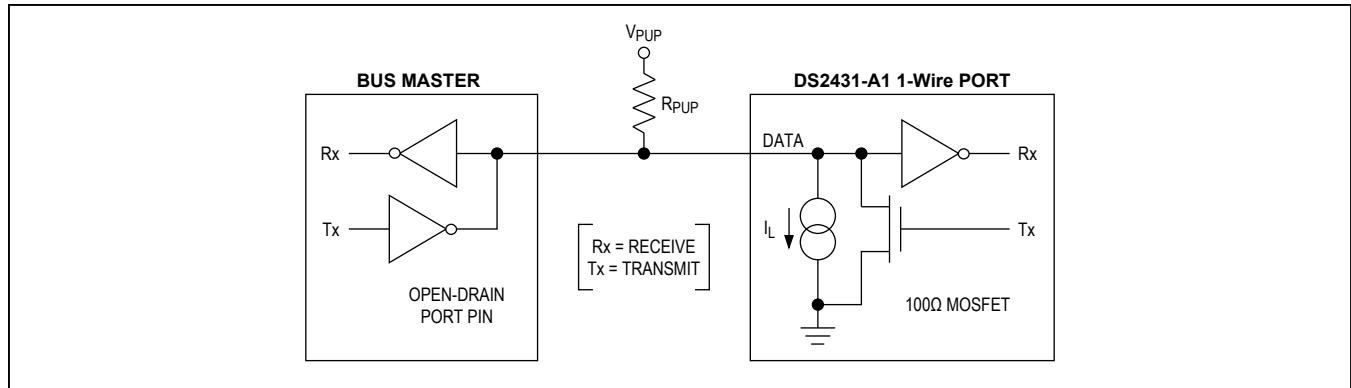 VPUP
BUS MASTER
DS2431-A1 1-Wire PORT
RPUP
DATA
Rx
Rx
Tx
Tx
IL
Rx = RECEIVE
Tx = TRANSMIT
OPEN-DRAIN
PORT PIN
100Ω MOSFET